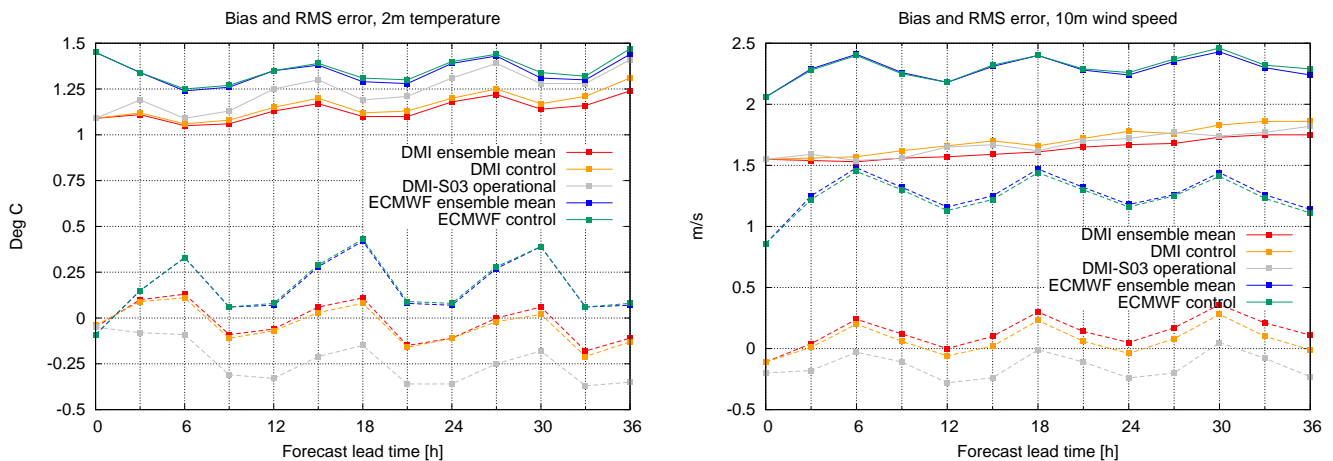 Bias and RMS error, 2m temperature
1.5
1.25
1
0.75
0.5
0.25
0
-0.25
-0.5
Deg C
DMI ensemble mean
DMI control
DMI-S03 operational
ECMWF ensemble mean
ECMWF control
0 6 12 18 24 30 36
Forecast lead time [h]
Bias and RMS error, 10m wind speed
2.5
2
1.5
1
0.5
0
-0.5
m/s
DMI ensemble mean
DMI control
DMI-S03 operational
ECMWF ensemble mean
ECMWF control
0 6 12 18 24 30 36
Forecast lead time [h]